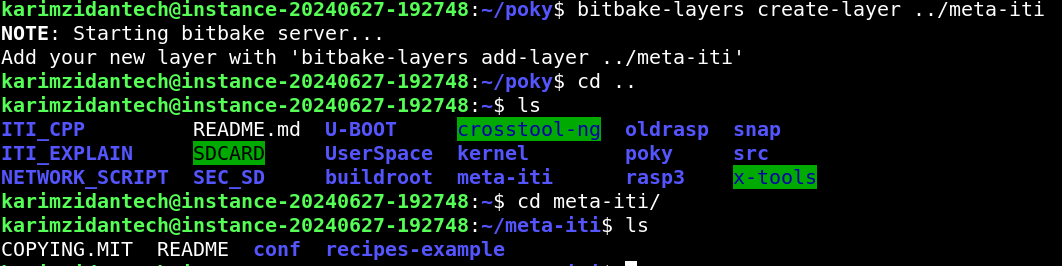 karimzidantech@instance-20240627-192748:~/poky$ bitbake-layers create-layer ../meta-iti
NOTE: Starting bitbake server...
Add your new layer with 'bitbake-layers add-layer ../meta-iti'
karimzidantech@instance-20240627-192748:~/poky$ cd ..
karimzidantech@instance-20240627-192748:~$ ls
ITI_CPP README.md U-BOOT crosstool-ng oldrasp snap
ITI_EXPLAIN SDCARD UserSpace kernel poky src
NETWORK_SCRIPT SEC_SD buildroot meta-iti rasp3 x-tools
karimzidantech@instance-20240627-192748:~$ cd meta-iti/
karimzidantech@instance-20240627-192748:~/meta-iti$ ls
COPYING.MIT README conf recipes-example